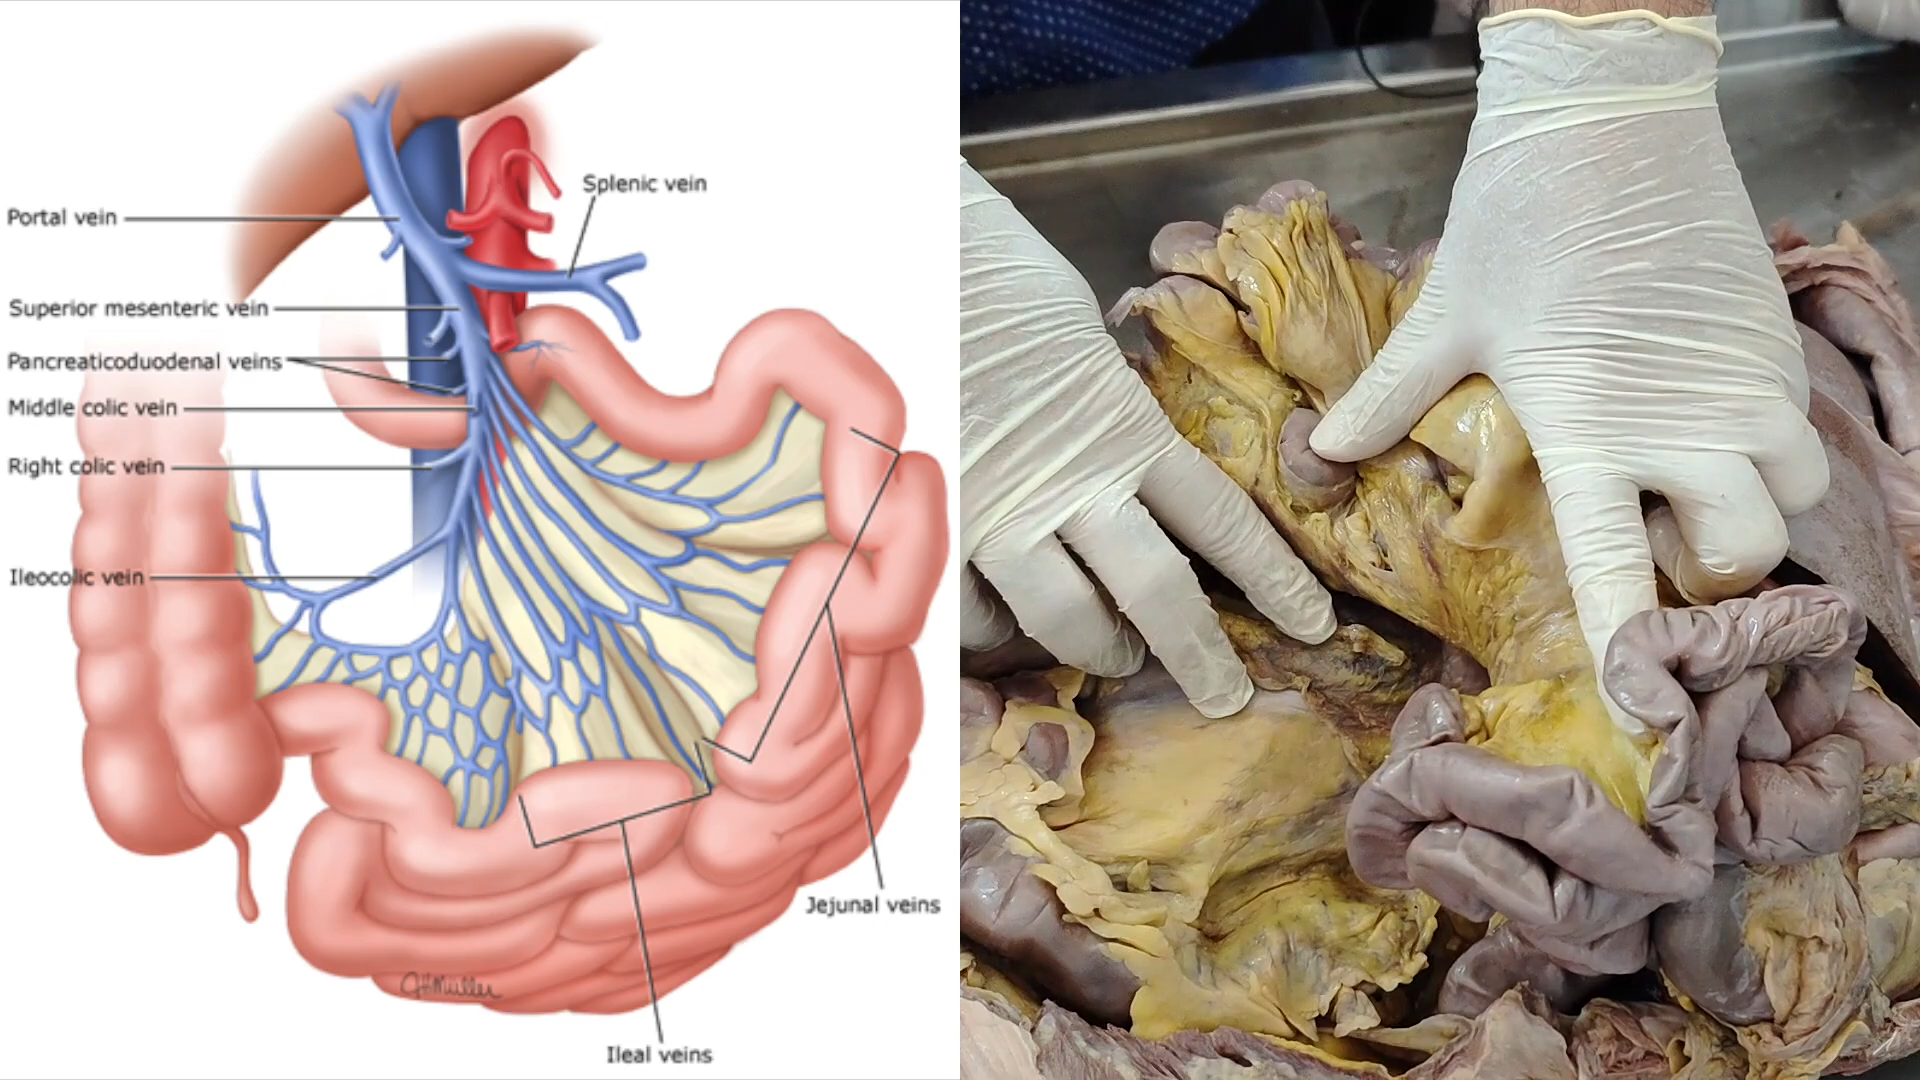 Splenic vein
Portal vein
Superior mesenteric vein
Pancreaticoduodenal veins
Middle colic vein
Right colic vein
Ileocolic vein
Jejunal veins
JHMüller
Ileal veins